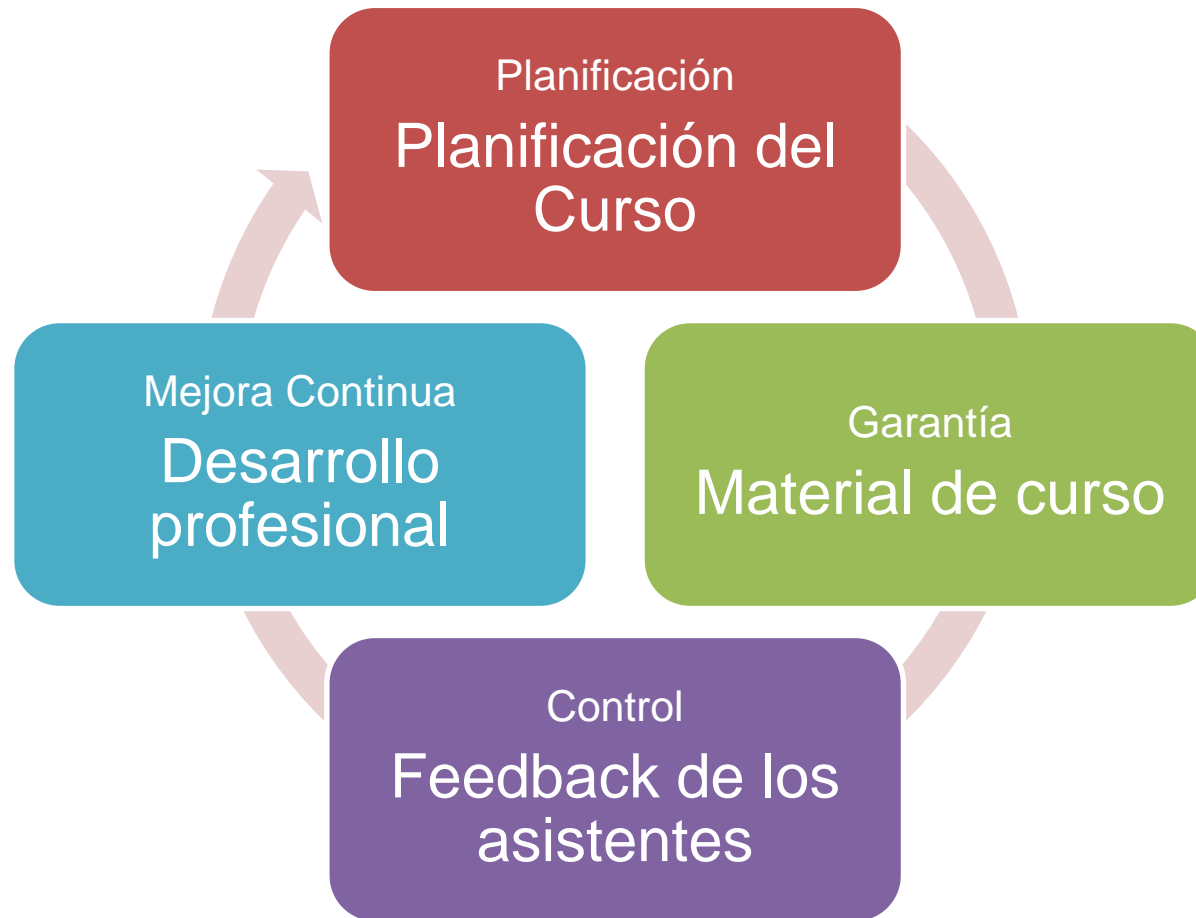 Planificación
Planificación del
Curso
Mejora Continua
Desarrollo
profesional
Garantía
Material de curso
Control
Feedback de los
asistentes